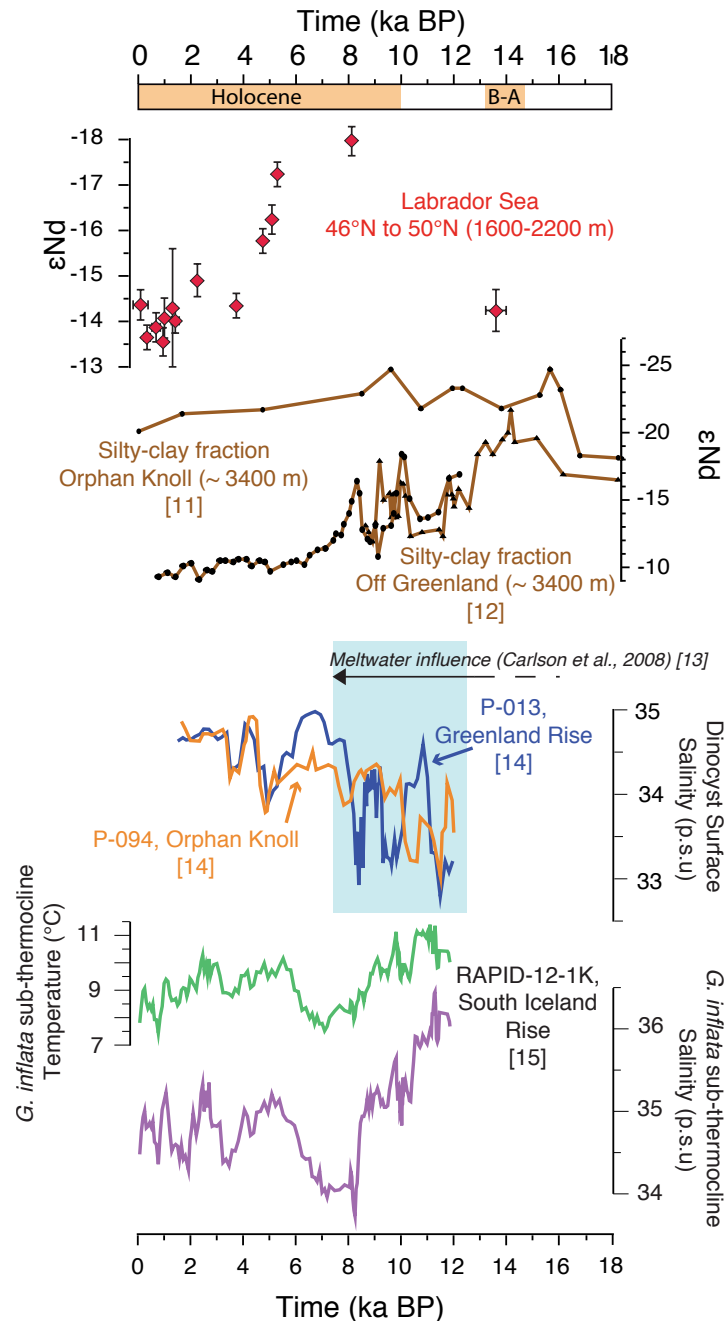 Time (ka BP)
0 2 4 6 8 10 12 14 16 18
Holocene
B-A
-18
-17
-16
-15
-14
-13
εNd
Labrador Sea
46°N to 50°N (1600-2200 m)
-25
-20
-15
-10
εNd
Silty-clay fraction
Orphan Knoll (~ 3400 m)
[11]
Silty-clay fraction
Off Greenland (~ 3400 m)
[12]
Meltwater influence (Carlson et al., 2008) [13]
35
34
33
Dinocyst Surface
Salinity (p.s.u)
P-013,
Greenland Rise
[14]
P-094, Orphan Knoll
[14]
11
9
7
G. inflata sub-thermocline
Temperature (°C)
RAPID-12-1K,
South Iceland
Rise
[15]
36
35
34
G. inflata sub-thermocline
Salinity (p.s.u)
0 2 4 6 8 10 12 14 16 18
Time (ka BP)